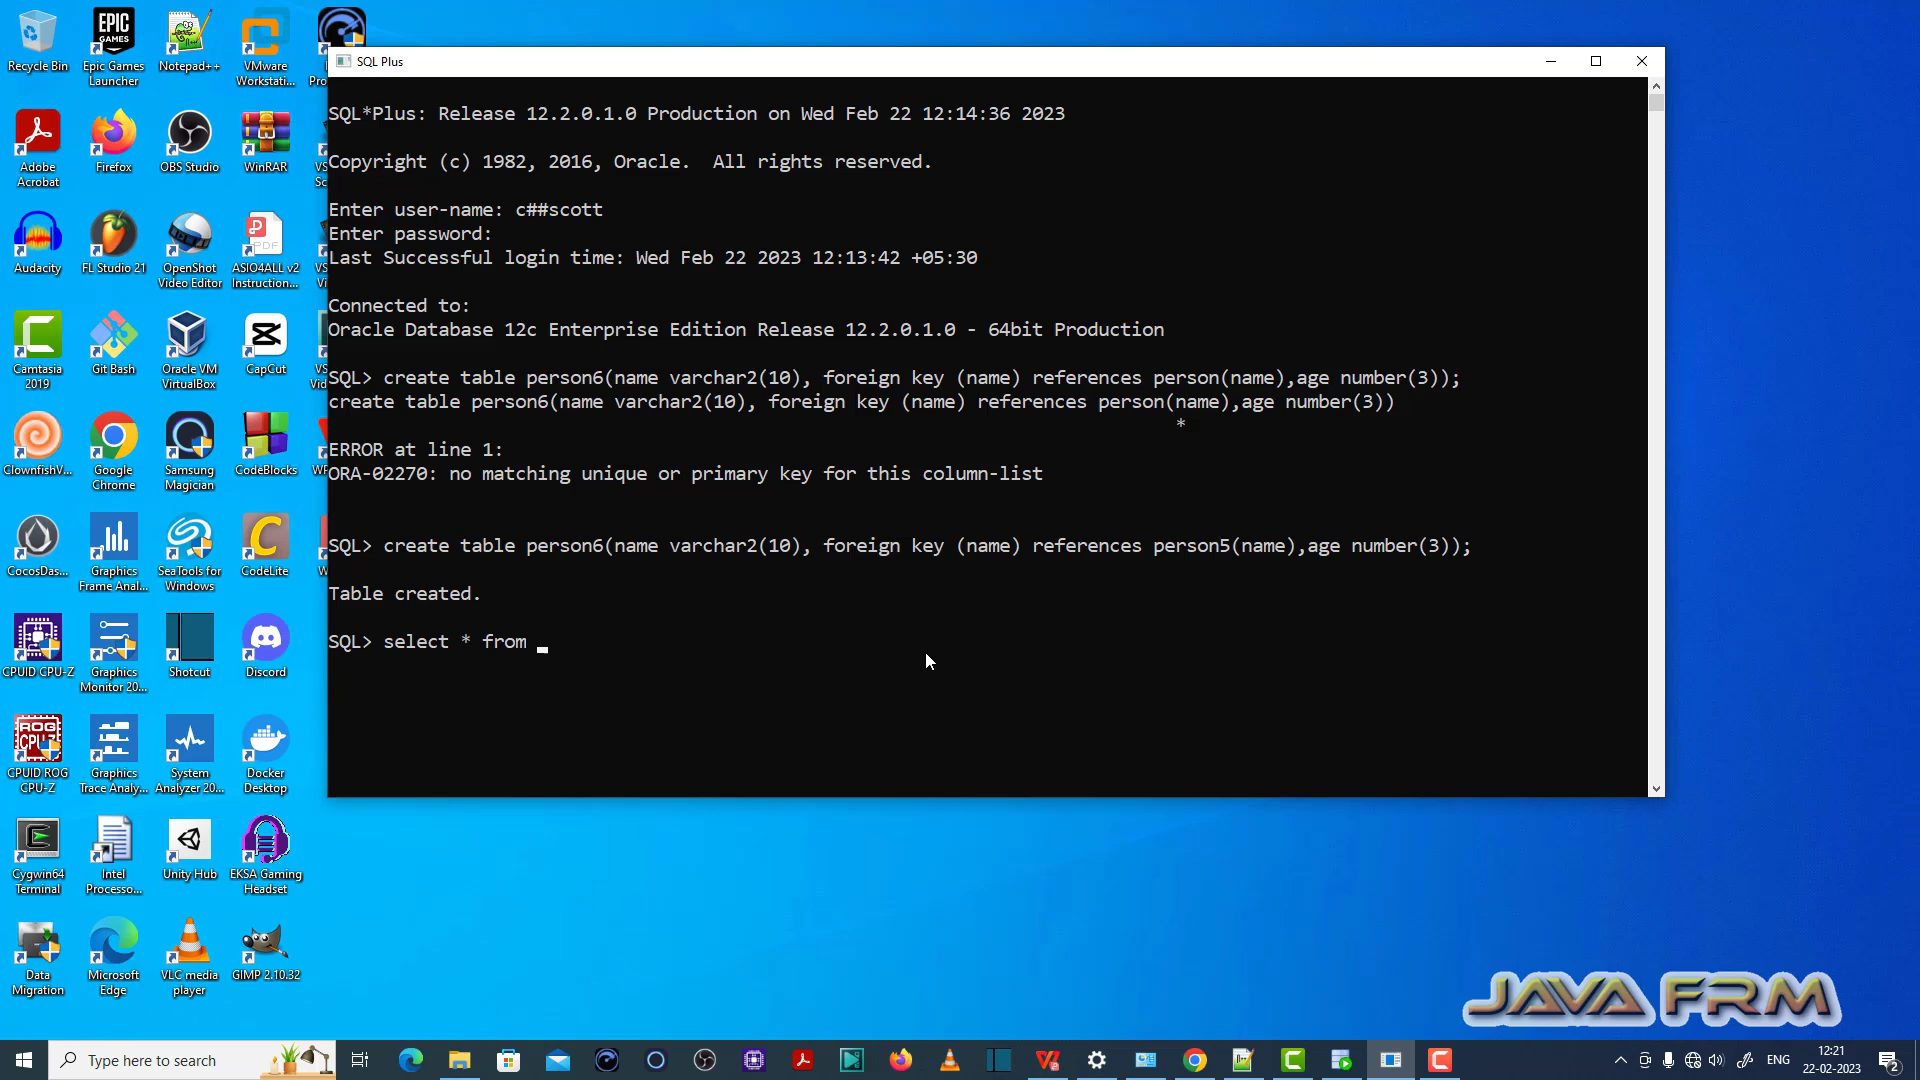 Recycle Bin
Epic Games Launcher
Notepad++
VMware Workstati...
SQL Plus
SQL*Plus: Release 12.2.0.1.0 Production on Wed Feb 22 12:14:36 2023
Copyright (c) 1982, 2016, Oracle.  All rights reserved.
Enter user-name: c##scott
Enter password:
Last Successful login time: Wed Feb 22 2023 12:13:42 +05:30
Connected to:
Oracle Database 12c Enterprise Edition Release 12.2.0.1.0 - 64bit Production
SQL> create table person6(name varchar2(10), foreign key (name) references person(name),age number(3));
create table person6(name varchar2(10), foreign key (name) references person(name),age number(3))
*
ERROR at line 1:
ORA-02270: no matching unique or primary key for this column-list
SQL> create table person6(name varchar2(10), foreign key (name) references person5(name),age number(3));
Table created.
SQL> select * from _
Adobe Acrobat
Firefox
OBS Studio
WinRAR
Audacity
FL Studio 21
OpenShot Video Editor
ASIO4ALL v2 Instruction...
Camtasia 2019
Git Bash
Oracle VM VirtualBox
CapCut
ClownfishV...
Google Chrome
Samsung Magician
CodeBlocks
CocosDas...
Graphics Frame Anal...
SeaTools for Windows
CodeLite
CPUID CPU-Z
Graphics Monitor 20...
Shotcut
Discord
CPUID ROG CPU-Z
Graphics Trace Analy...
System Analyzer 20...
Docker Desktop
Cygwin64 Terminal
Intel Processo...
Unity Hub
EKSA Gaming Headset
Data Migration
Microsoft Edge
VLC media player
GIMP 2.10.32
JAVA FRM
Type here to search
ENG
12:21
22-02-2023
2